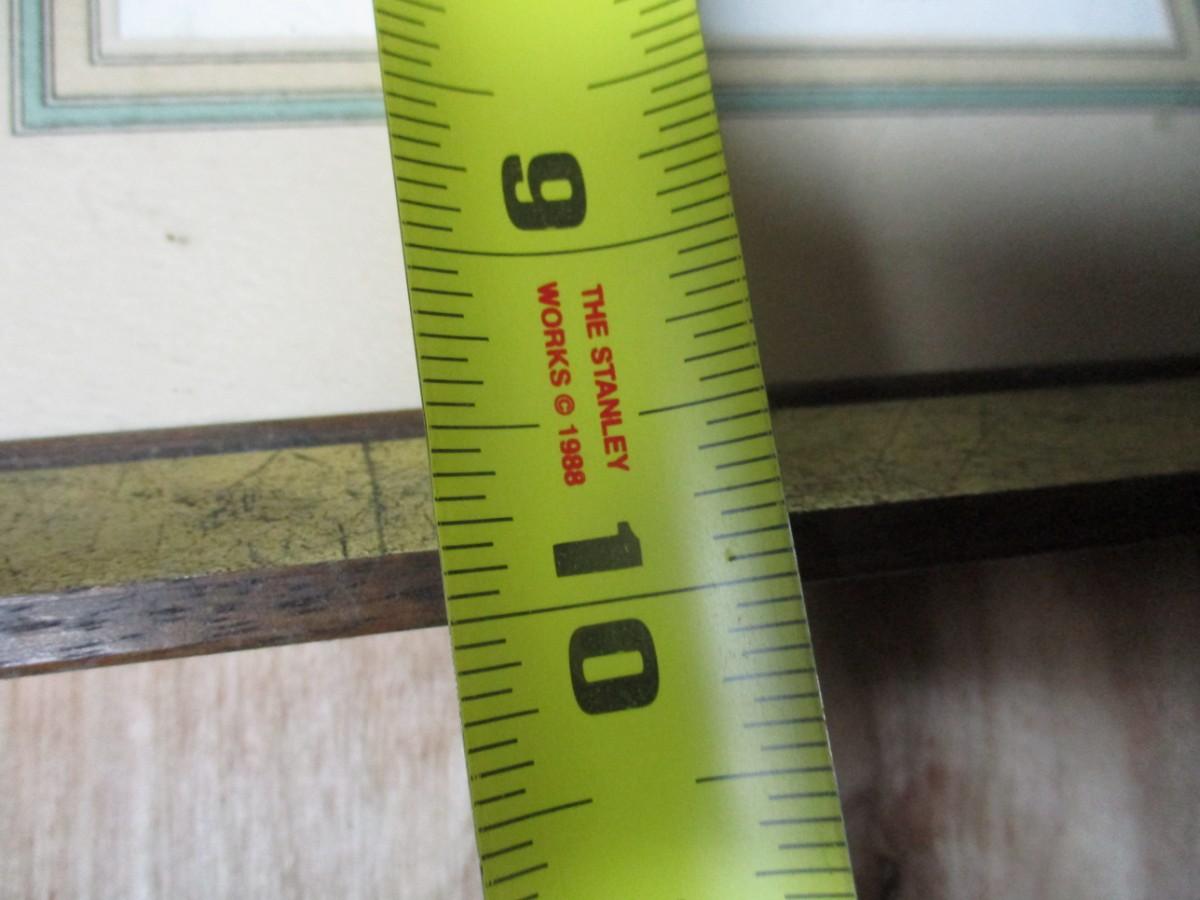 9
THE STANLEY
WORKS © 1988
10